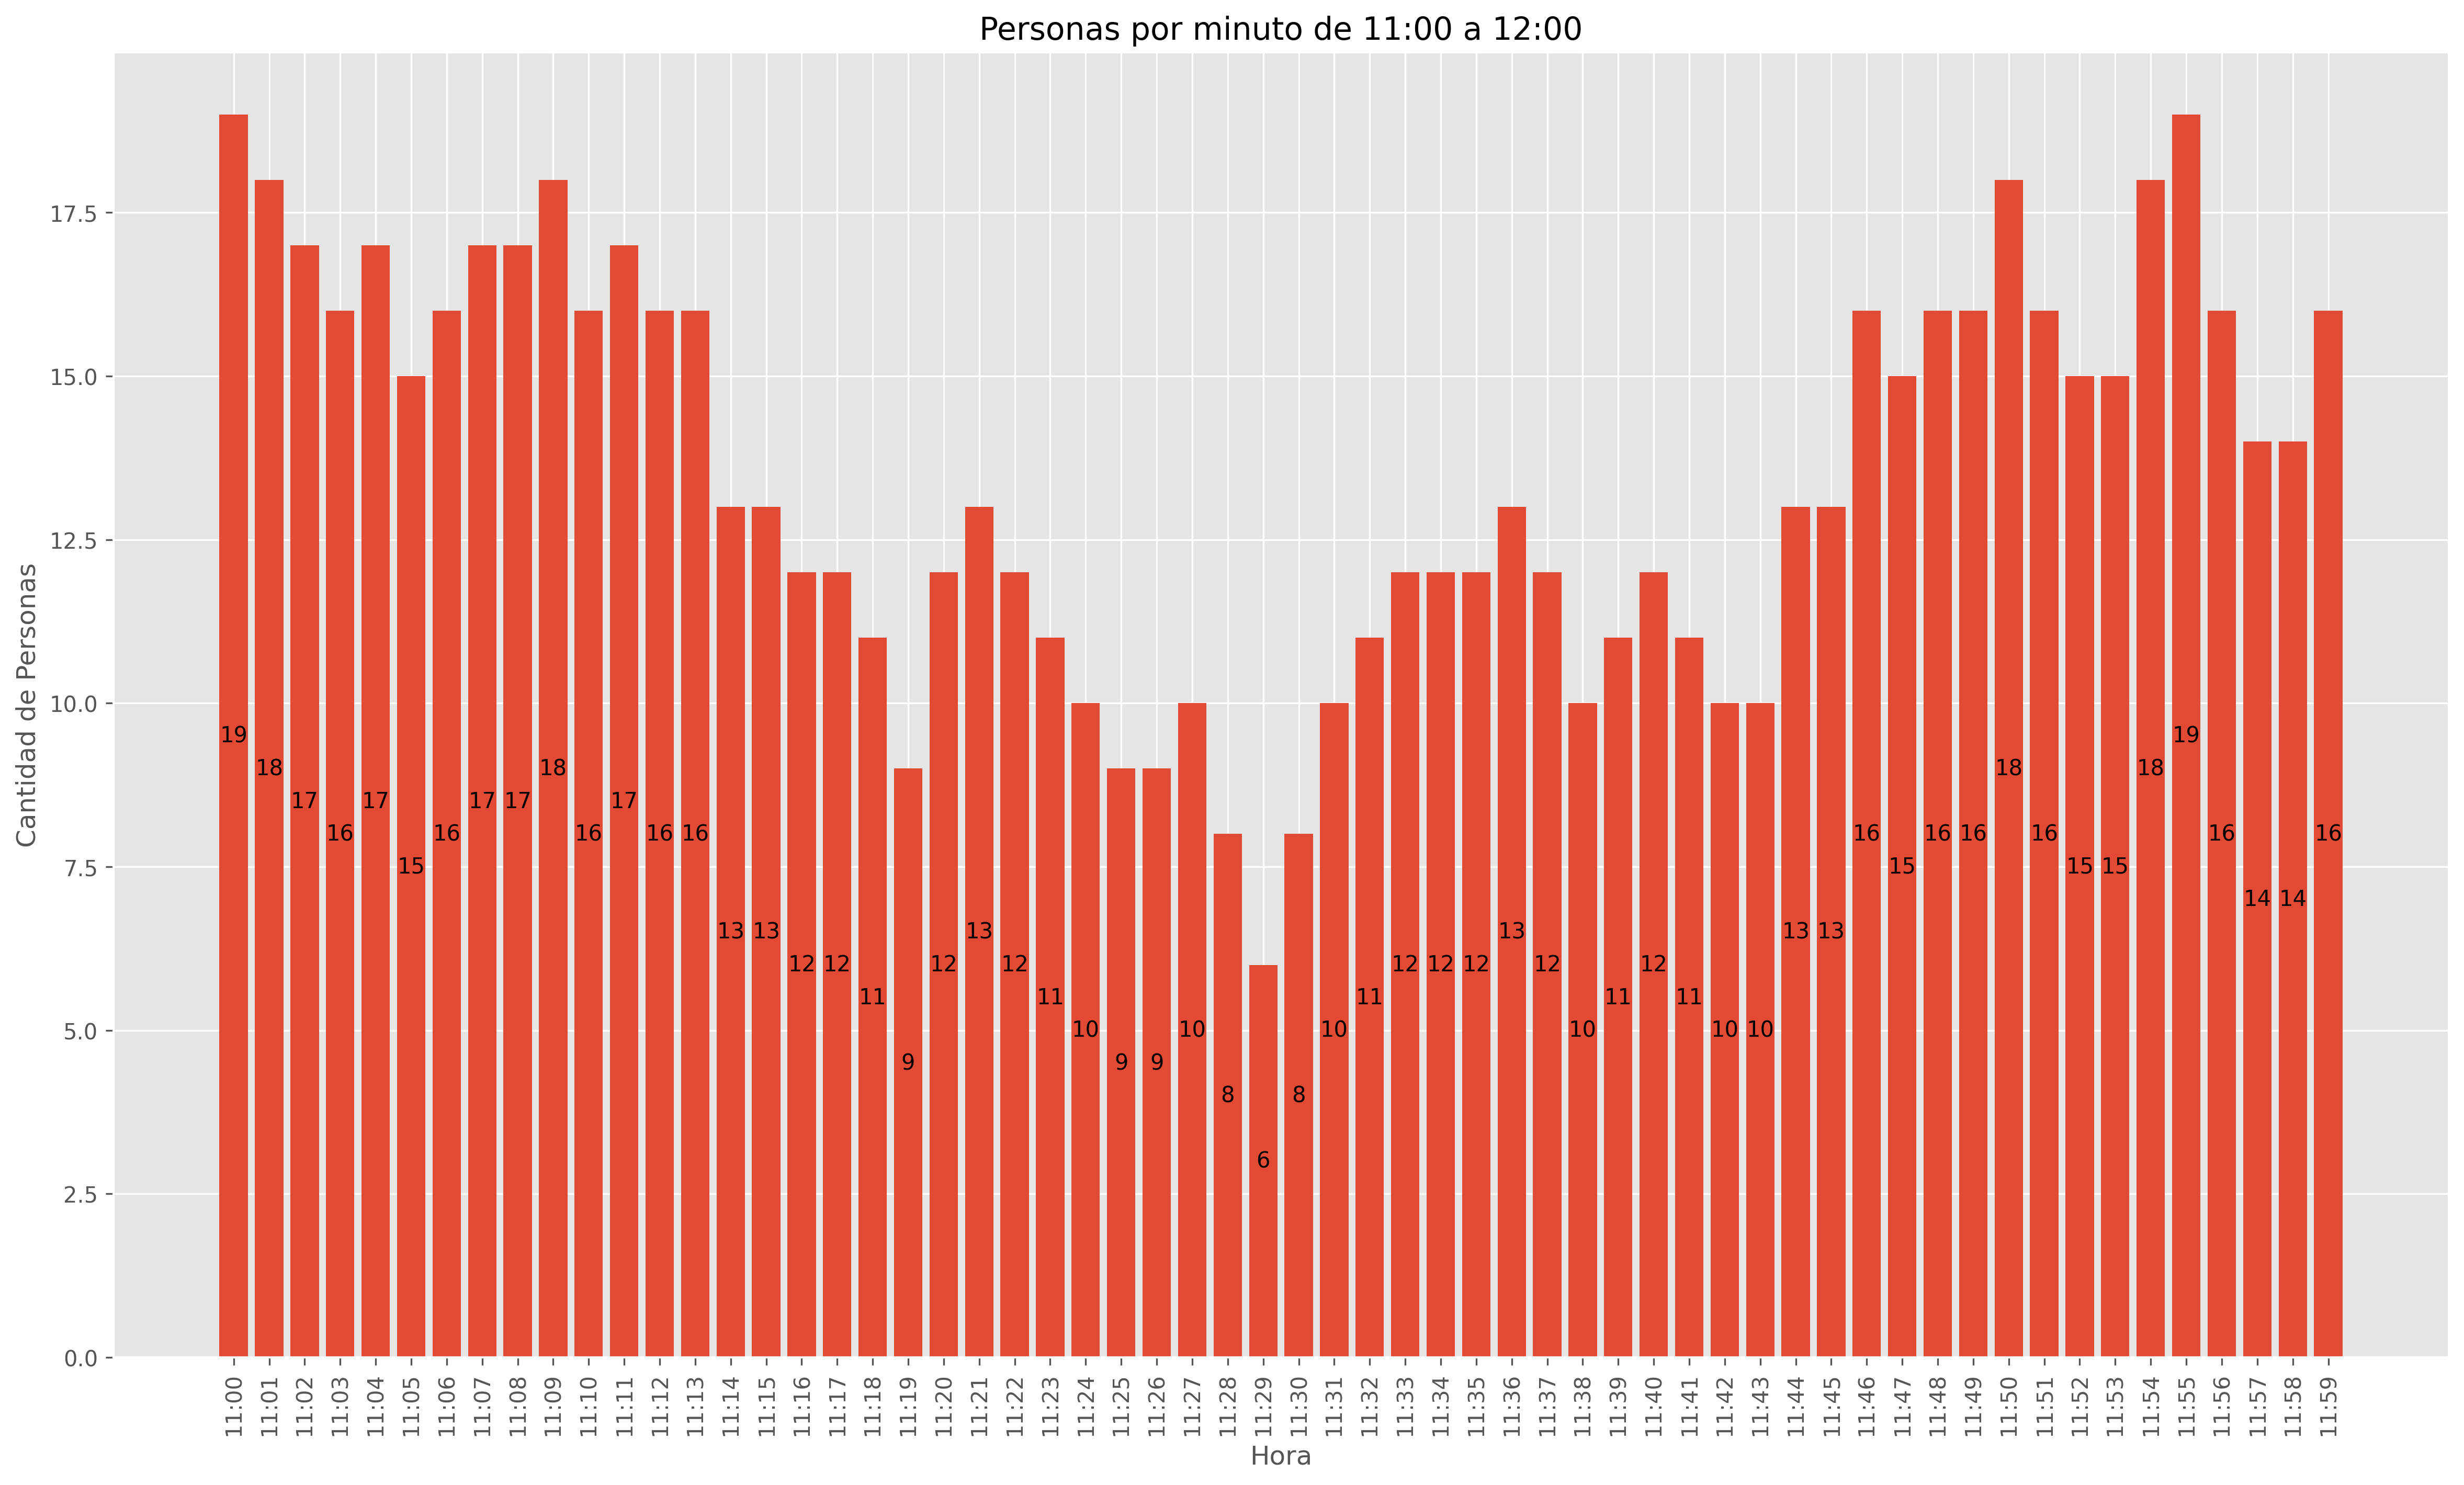 Personas por minuto de 11:00 a 12:00
Cantidad de Personas
17.5
15.0
12.5
10.0
7.5
5.0
2.5
0.0
19 18 17 16 17 15 16 17 17 18 16 17 16 16 13 13 12 12 11 9 12 13 12 11 10 9 9 10 8 6 8 10 11 12 12 12 13 12 10 11 12 11 10 10 13 13 16 15 16 16 18 16 15 15 18 19 16 14 14 16
11:00 11:01 11:02 11:03 11:04 11:05 11:06 11:07 11:08 11:09 11:10 11:11 11:12 11:13 11:14 11:15 11:16 11:17 11:18 11:19 11:20 11:21 11:22 11:23 11:24 11:25 11:26 11:27 11:28 11:29 11:30 11:31 11:32 11:33 11:34 11:35 11:36 11:37 11:38 11:39 11:40 11:41 11:42 11:43 11:44 11:45 11:46 11:47 11:48 11:49 11:50 11:51 11:52 11:53 11:54 11:55 11:56 11:57 11:58 11:59
Hora